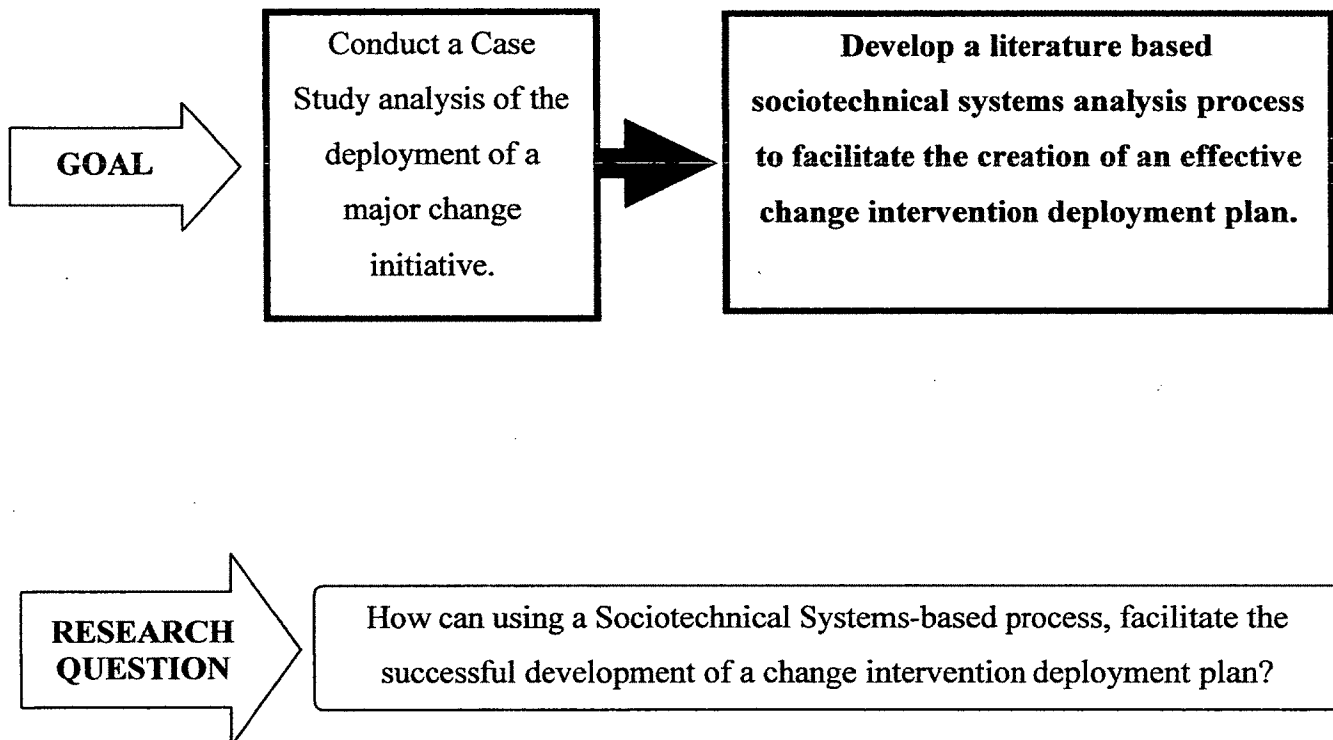 GOAL
Conduct a Case
Study analysis of the
deployment of a
major change
initiative.
Develop a literature based
sociotechnical systems analysis process
to facilitate the creation of an effective
change intervention deployment plan.
RESEARCH
QUESTION
How can using a Sociotechnical Systems-based process, facilitate the
successful development of a change intervention deployment plan?